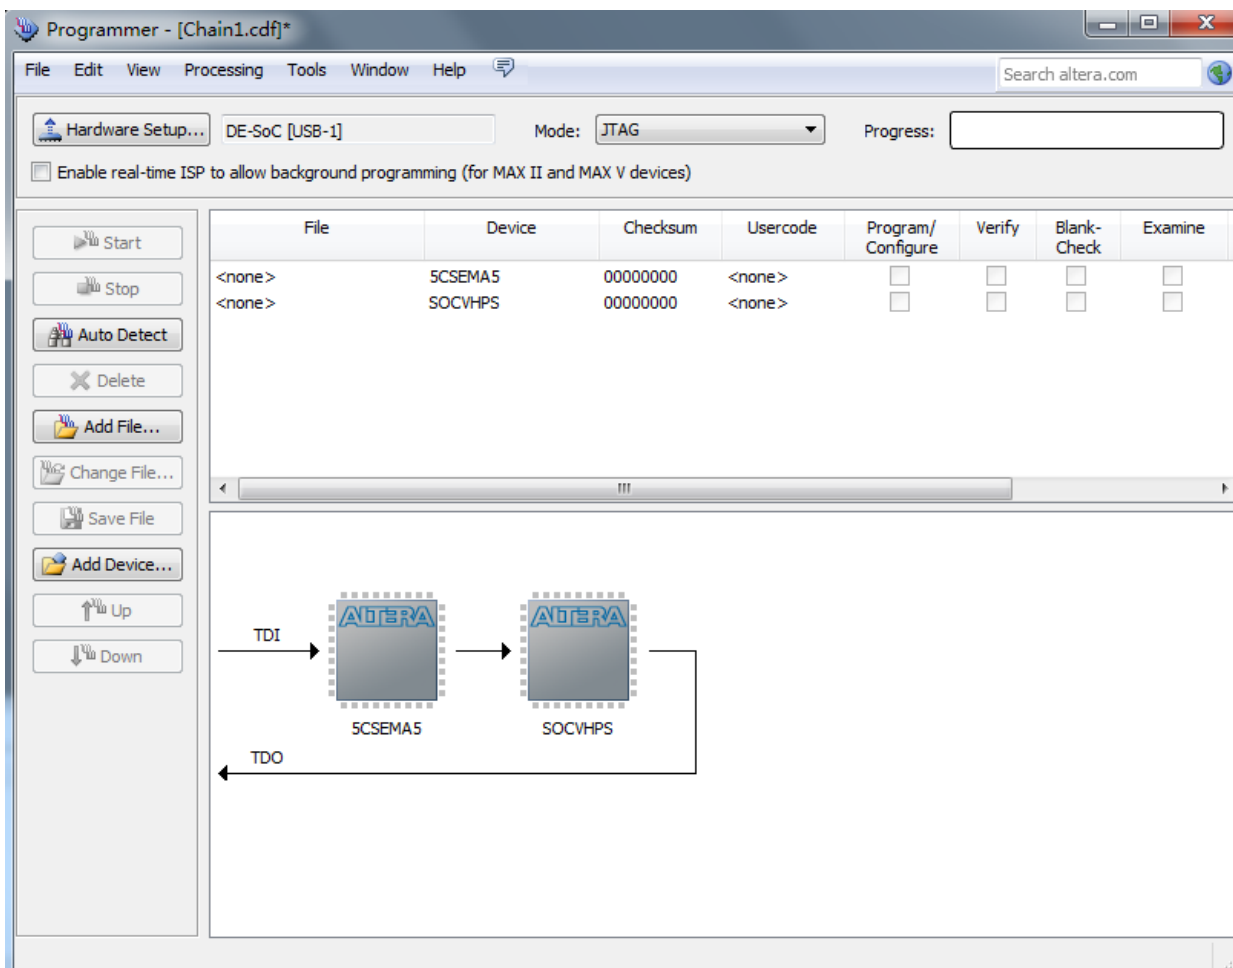 Programmer - [Chain1.cdf]*
File Edit View Processing Tools Window Help
Search altera.com
Hardware Setup... DE-SoC [USB-1] Mode: JTAG Progress:
Enable real-time ISP to allow background programming (for MAX II and MAX V devices)
Start
Stop
Auto Detect
Delete
Add File...
Change File...
Save File
Add Device...
Up
Down
File Device Checksum Usercode Program/ Verify Blank- Examine
Configure Check
<none> 5CSEMA5 00000000 <none>
<none> SOCVHPS 00000000 <none>
ALTERA ALTERA
TDI
5CSEMA5 SOCVHPS
TDO